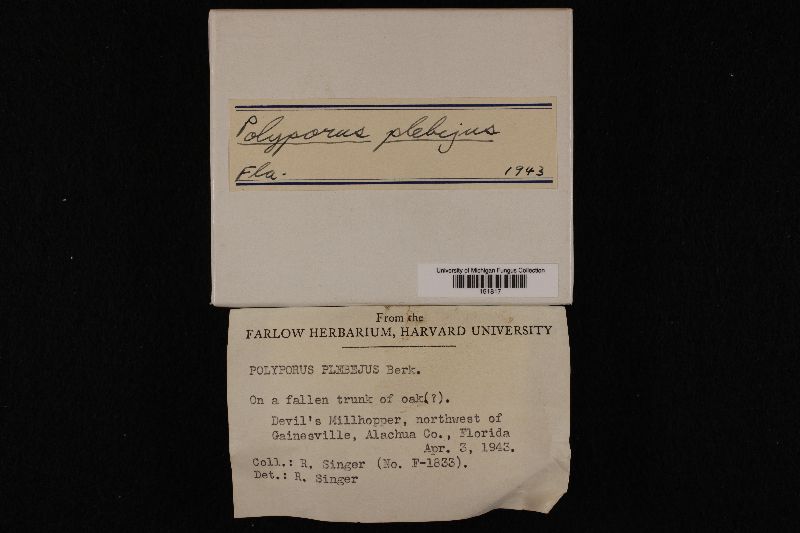 Polyporus plebejus
Fla. 1943
University of Michigan Fungus Collection
From the
FARLOW HERBARIUM, HARVARD UNIVERSITY
POLYPORUS PLEBEJUS Berk.
On a fallen trunk of oak(?).
Devil's Millhopper, northwest of
Gainesville, Alachua Co., Florida
Apr. 3, 1943.
Coll.: R. Singer (No. F-1833).
Det.: R. Singer